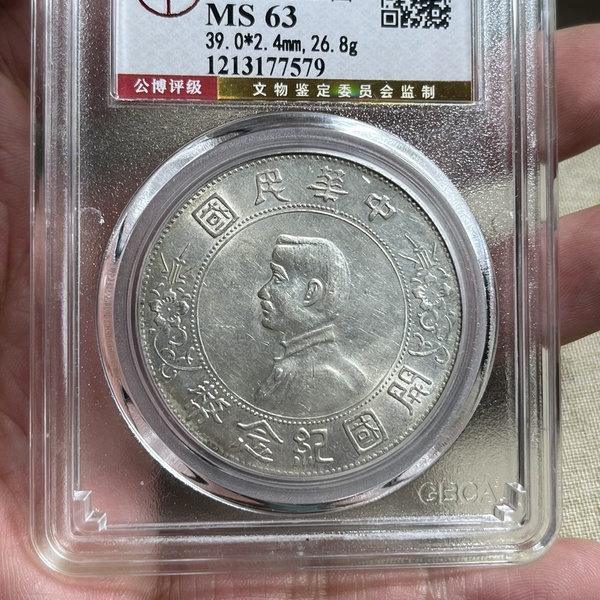 MS 63
39.0*2.4mm, 26.8g
1213177579
公博评级 文物鉴定委员会监制
中華民國
開國紀念幣
GBCA